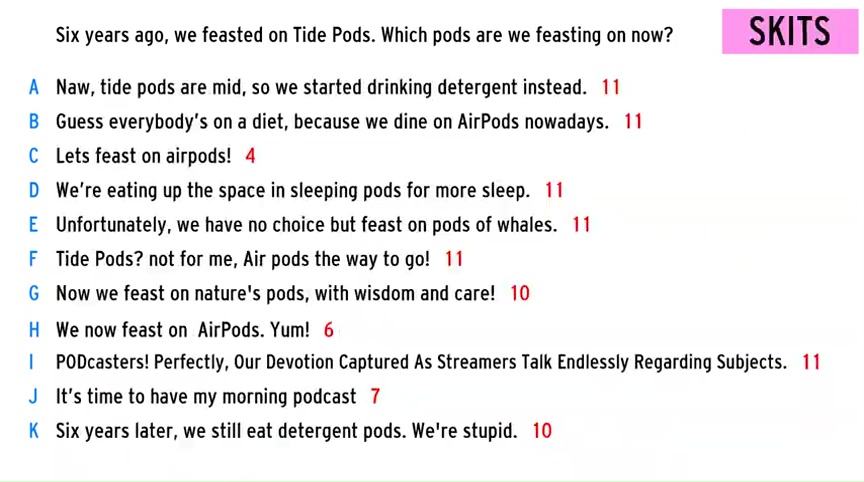 Six years ago, we feasted on Tide Pods. Which pods are we feasting on now?
SKITS
A Naw, tide pods are mid, so we started drinking detergent instead. 11
B Guess everybody's on a diet, because we dine on AirPods nowadays. 11
C Lets feast on airpods! 4
D We're eating up the space in sleeping pods for more sleep. 11
E Unfortunately, we have no choice but feast on pods of whales. 11
F Tide Pods? not for me, Air pods the way to go! 11
G Now we feast on nature's pods, with wisdom and care! 10
H We now feast on AirPods. Yum! 6
I PODcasters! Perfectly, Our Devotion Captured As Streamers Talk Endlessly Regarding Subjects. 11
J It's time to have my morning podcast 7
K Six years later, we still eat detergent pods. We're stupid. 10